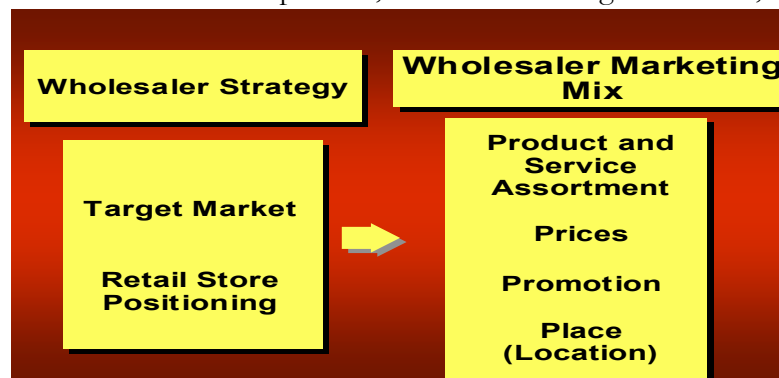 Wholesaler Strategy
Wholesaler Marketing
Mix
Target Market
Retail Store
Positioning
Product and
Service
Assortment
Prices
Promotion
Place
(Location)